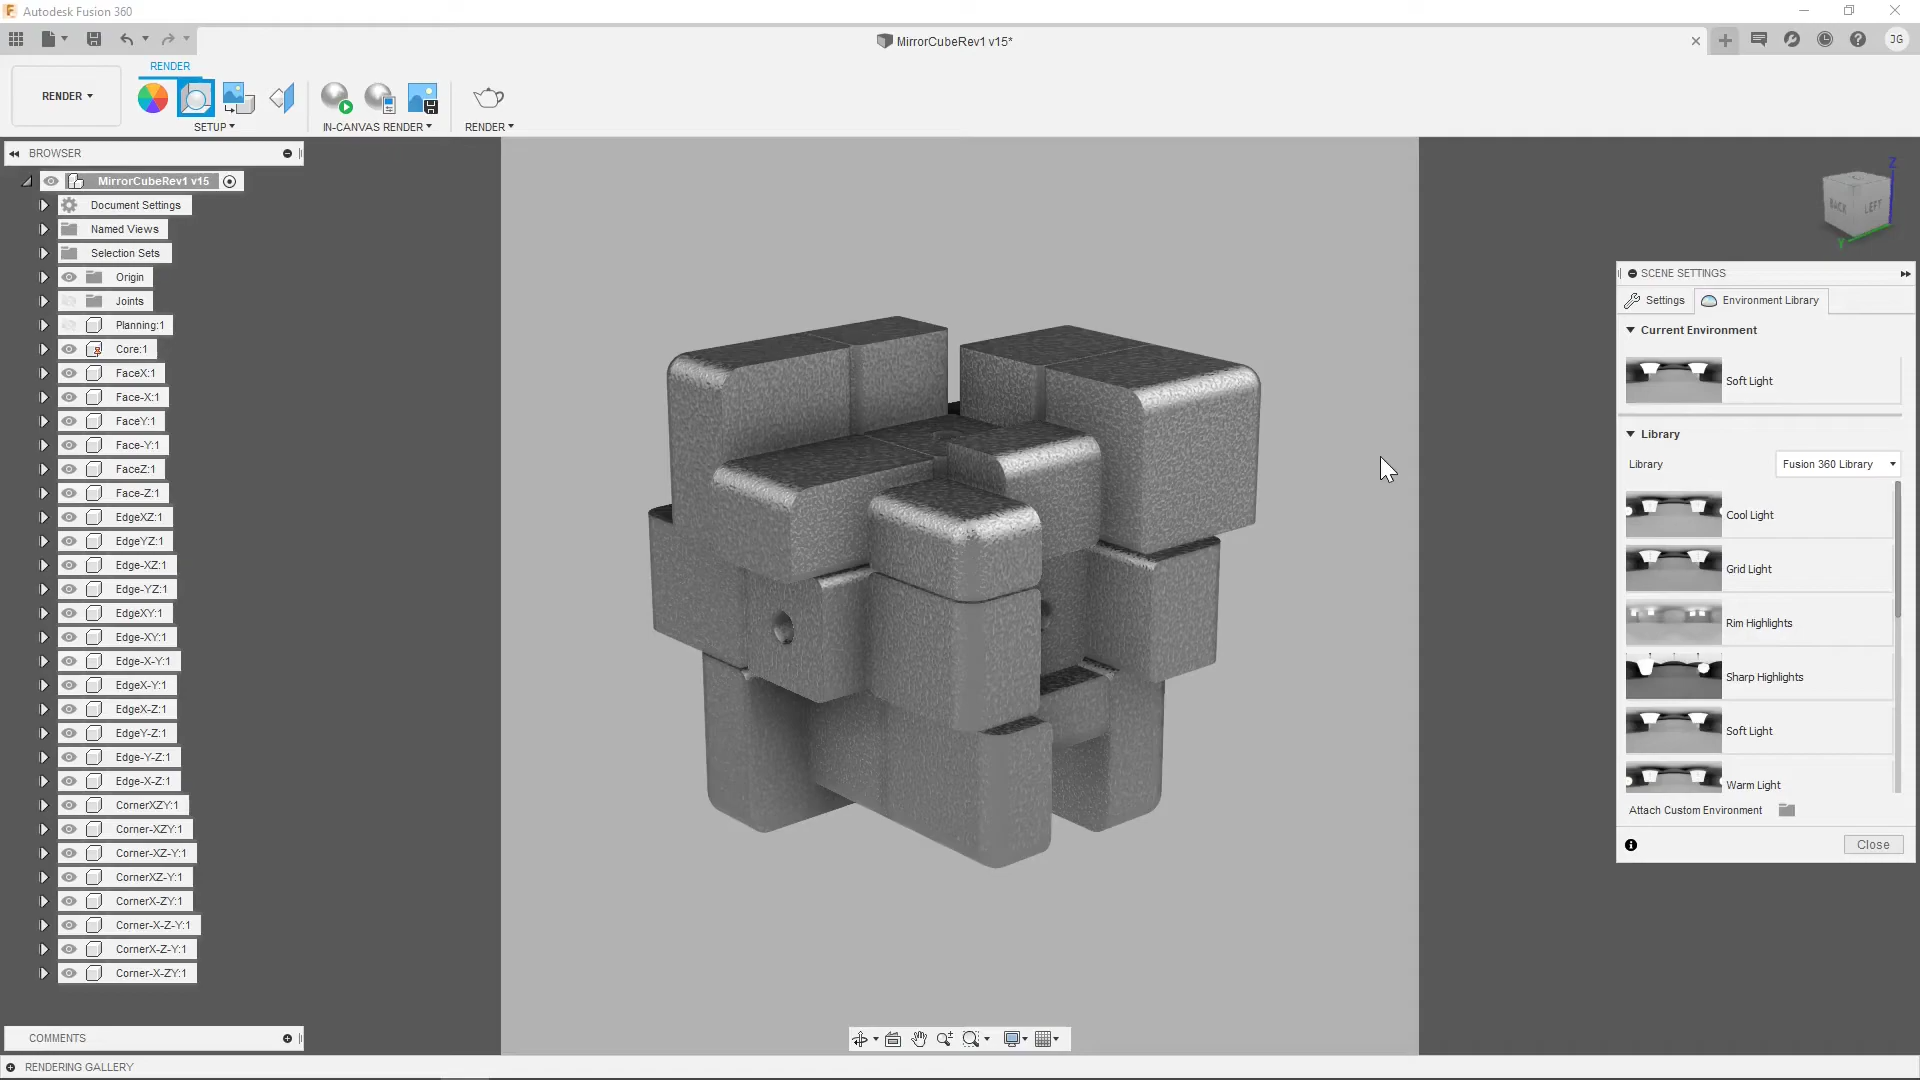 Autodesk Fusion 360
MirrorCubeRev1 v15*
JG
RENDER
RENDER
SETUP
IN-CANVAS RENDER
RENDER
BROWSER
MirrorCubeRev1 v15
Document Settings
Named Views
Selection Sets
Origin
Joints
Planning:1
Core:1
FaceX:1
Face-X:1
FaceY:1
Face-Y:1
FaceZ:1
Face-Z:1
EdgeXZ:1
EdgeYZ:1
Edge-XZ:1
Edge-YZ:1
EdgeXY:1
Edge-XY:1
Edge-X-Y:1
EdgeX-Y:1
EdgeX-Z:1
EdgeY-Z:1
Edge-Y-Z:1
Edge-X-Z:1
CornerXZY:1
Corner-XZY:1
Corner-XZ-Y:1
CornerXZ-Y:1
CornerX-ZY:1
Corner-X-Z-Y:1
CornerX-Z-Y:1
Corner-X-ZY:1
COMMENTS
RENDERING GALLERY
Z
BACK LEFT
Y
SCENE SETTINGS
Settings Environment Library
Current Environment
Soft Light
Library
Library Fusion 360 Library
Cool Light
Grid Light
Rim Highlights
Sharp Highlights
Soft Light
Warm Light
Attach Custom Environment
Close